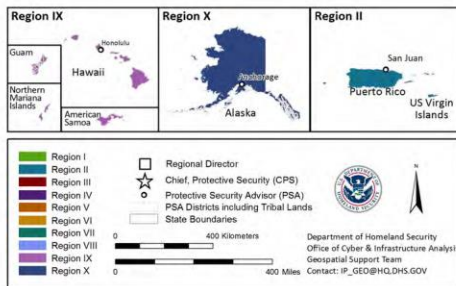 Region IX
Honolulu
Guam
Hawaii
Northern
Mariana
Islands
American
Samoa
Region X
Anchorage
Alaska
Region II
San Juan
Puerto Rico
US Virgin
Islands
Region I
Region II
Region III
Region IV
Region V
Region VI
Region VII
Region VIII
Region IX
Region X
Regional Director
Chief, Protective Security (CPS)
Protective Security Advisor (PSA)
PSA Districts including Tribal Lands
State Boundaries
400 Kilometers
400 Miles
Department of Homeland Security
Office of Cyber & Infrastructure Analysis
Geospatial Support Team
Contact: IP_GEO@HQ.DHS.GOV